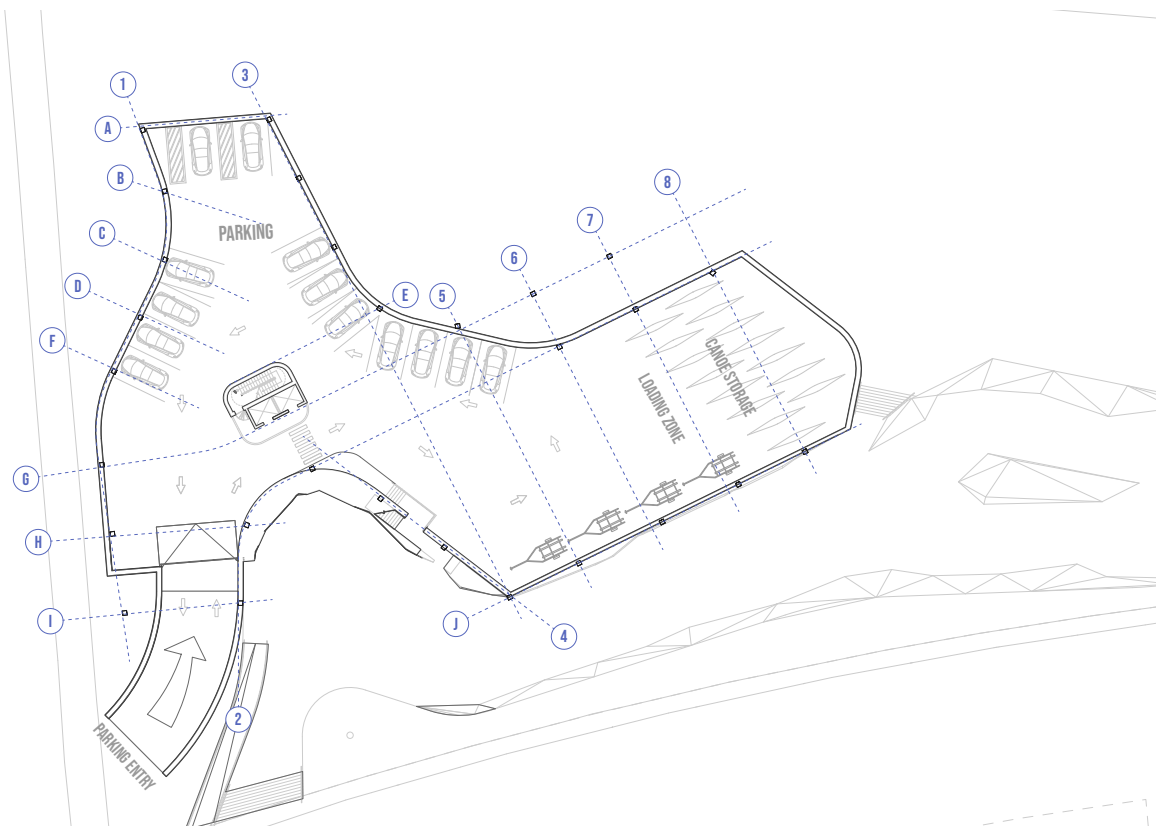 1
3
A
B
8
7
C
PARKING
6
D
E
5
F
CANOE STORAGE
LOADING ZONE
G
H
I
J
4
2
PARKING ENTRY